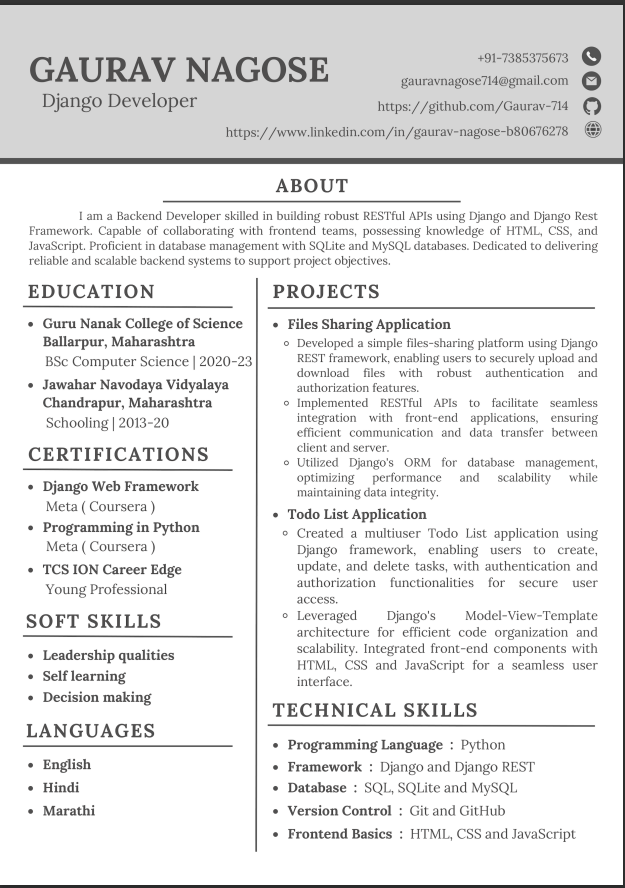 GAURAV NAGOSE
Django Developer
+91-7385375673
gauravnagose714@gmail.com
https://github.com/Gaurav-714
https://www.linkedin.com/in/gaurav-nagose-b80676278
ABOUT
I am a Backend Developer skilled in building robust RESTful APIs using Django and Django Rest
Framework. Capable of collaborating with frontend teams, possessing knowledge of HTML, CSS, and
JavaScript. Proficient in database management with SQLite and MySQL databases. Dedicated to delivering
reliable and scalable backend systems to support project objectives.
EDUCATION
• Guru Nanak College of Science
Ballarpur, Maharashtra
BSc Computer Science | 2020-23
• Jawahar Navodaya Vidyalaya
Chandrapur, Maharashtra
Schooling | 2013-20
CERTIFICATIONS
• Django Web Framework
Meta ( Coursera )
• Programming in Python
Meta ( Coursera )
• TCS ION Career Edge
Young Professional
SOFT SKILLS
• Leadership qualities
• Self learning
• Decision making
LANGUAGES
• English
• Hindi
• Marathi
PROJECTS
• Files Sharing Application
○ Developed a simple files-sharing platform using Django
REST framework, enabling users to securely upload and
download files with robust authentication and
authorization features.
○ Implemented RESTful APIs to facilitate seamless
integration with front-end applications, ensuring
efficient communication and data transfer between
client and server.
○ Utilized Django's ORM for database management,
optimizing performance and scalability while
maintaining data integrity.
• Todo List Application
○ Created a multiuser Todo List application using
Django framework, enabling users to create,
update, and delete tasks, with authentication and
authorization functionalities for secure user
access.
○ Leveraged Django's Model-View-Template
architecture for efficient code organization and
scalability. Integrated front-end components with
HTML, CSS and JavaScript for a seamless user
interface.
TECHNICAL SKILLS
• Programming Language : Python
• Framework : Django and Django REST
• Database : SQL, SQLite and MySQL
• Version Control : Git and GitHub
• Frontend Basics : HTML, CSS and JavaScript